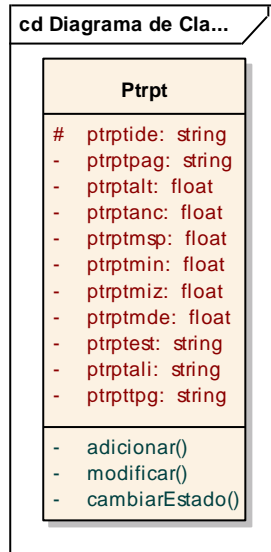 cd Diagrama de Cla...
Ptrpt
# ptrptide: string
- ptrptpag: string
- ptrptalt: float
- ptrptanc: float
- ptrptmsp: float
- ptrptmin: float
- ptrptmiz: float
- ptrptmde: float
- ptrptest: string
- ptrptali: string
- ptrpttpg: string
- adicionar()
- modificar()
- cambiarEstado()